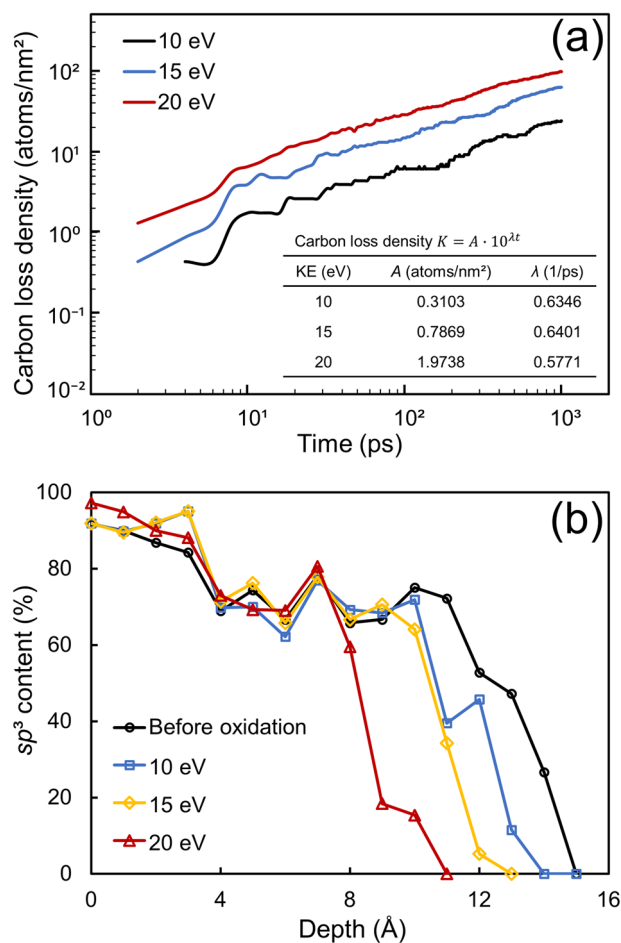 (a)
10 eV
15 eV
20 eV
Carbon loss density (atoms/nm²)
10²
10¹
10⁰
10⁻¹
10⁻²
Carbon loss density K = A · 10^λt
KE (eV) A (atoms/nm²) λ (1/ps)
10 0.3103 0.6346
15 0.7869 0.6401
20 1.9738 0.5771
10⁰ 10¹ 10² 10³
Time (ps)
(b)
sp³ content (%)
100
80
60
40
20
0
Before oxidation
10 eV
15 eV
20 eV
0 4 8 12 16
Depth (Å)